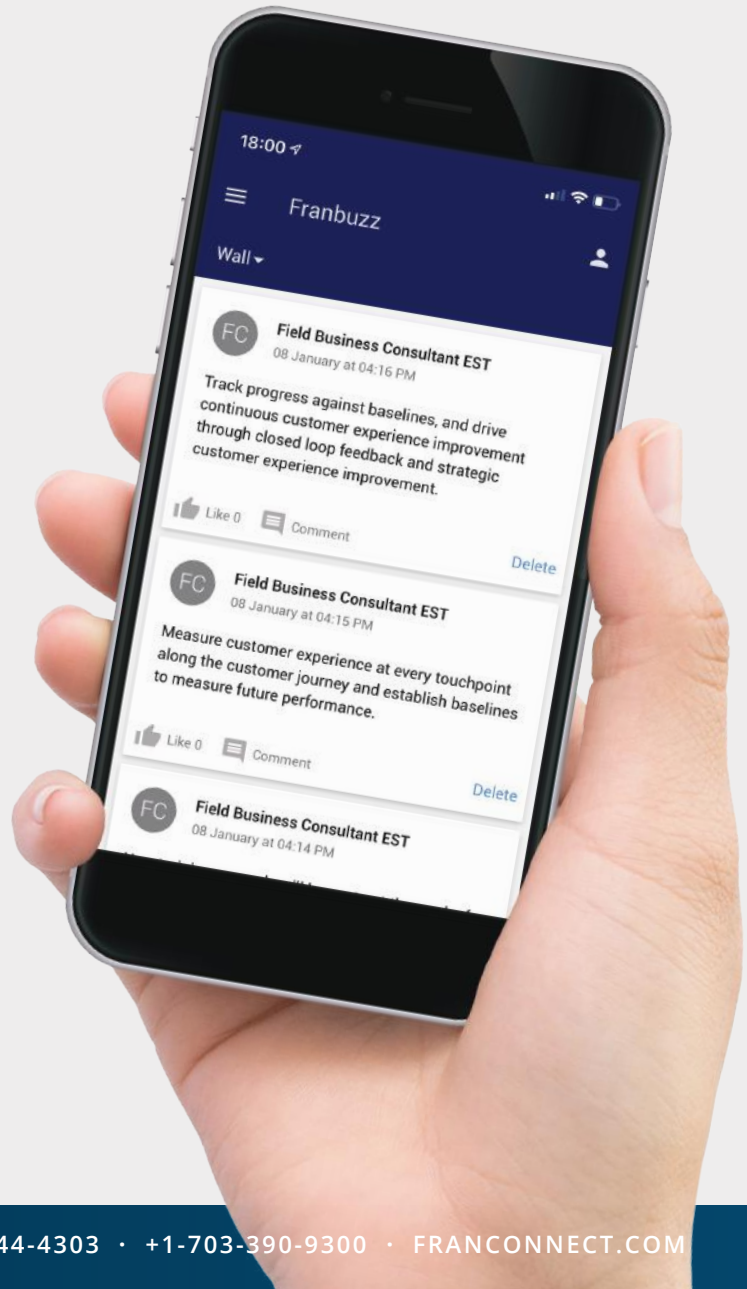 18:00
Franbuzz
Wall
FC
Field Business Consultant EST
08 January at 04:16 PM
Track progress against baselines, and drive
continuous customer experience improvement
through closed loop feedback and strategic
customer experience improvement.
Like 0
Comment
Delete
FC
Field Business Consultant EST
08 January at 04:15 PM
Measure customer experience at every touchpoint
along the customer journey and establish baselines
to measure future performance.
Like 0
Comment
Delete
FC
Field Business Consultant EST
08 January at 04:14 PM
44-4303 · +1-703-390-9300 · FRANCONNECT.COM